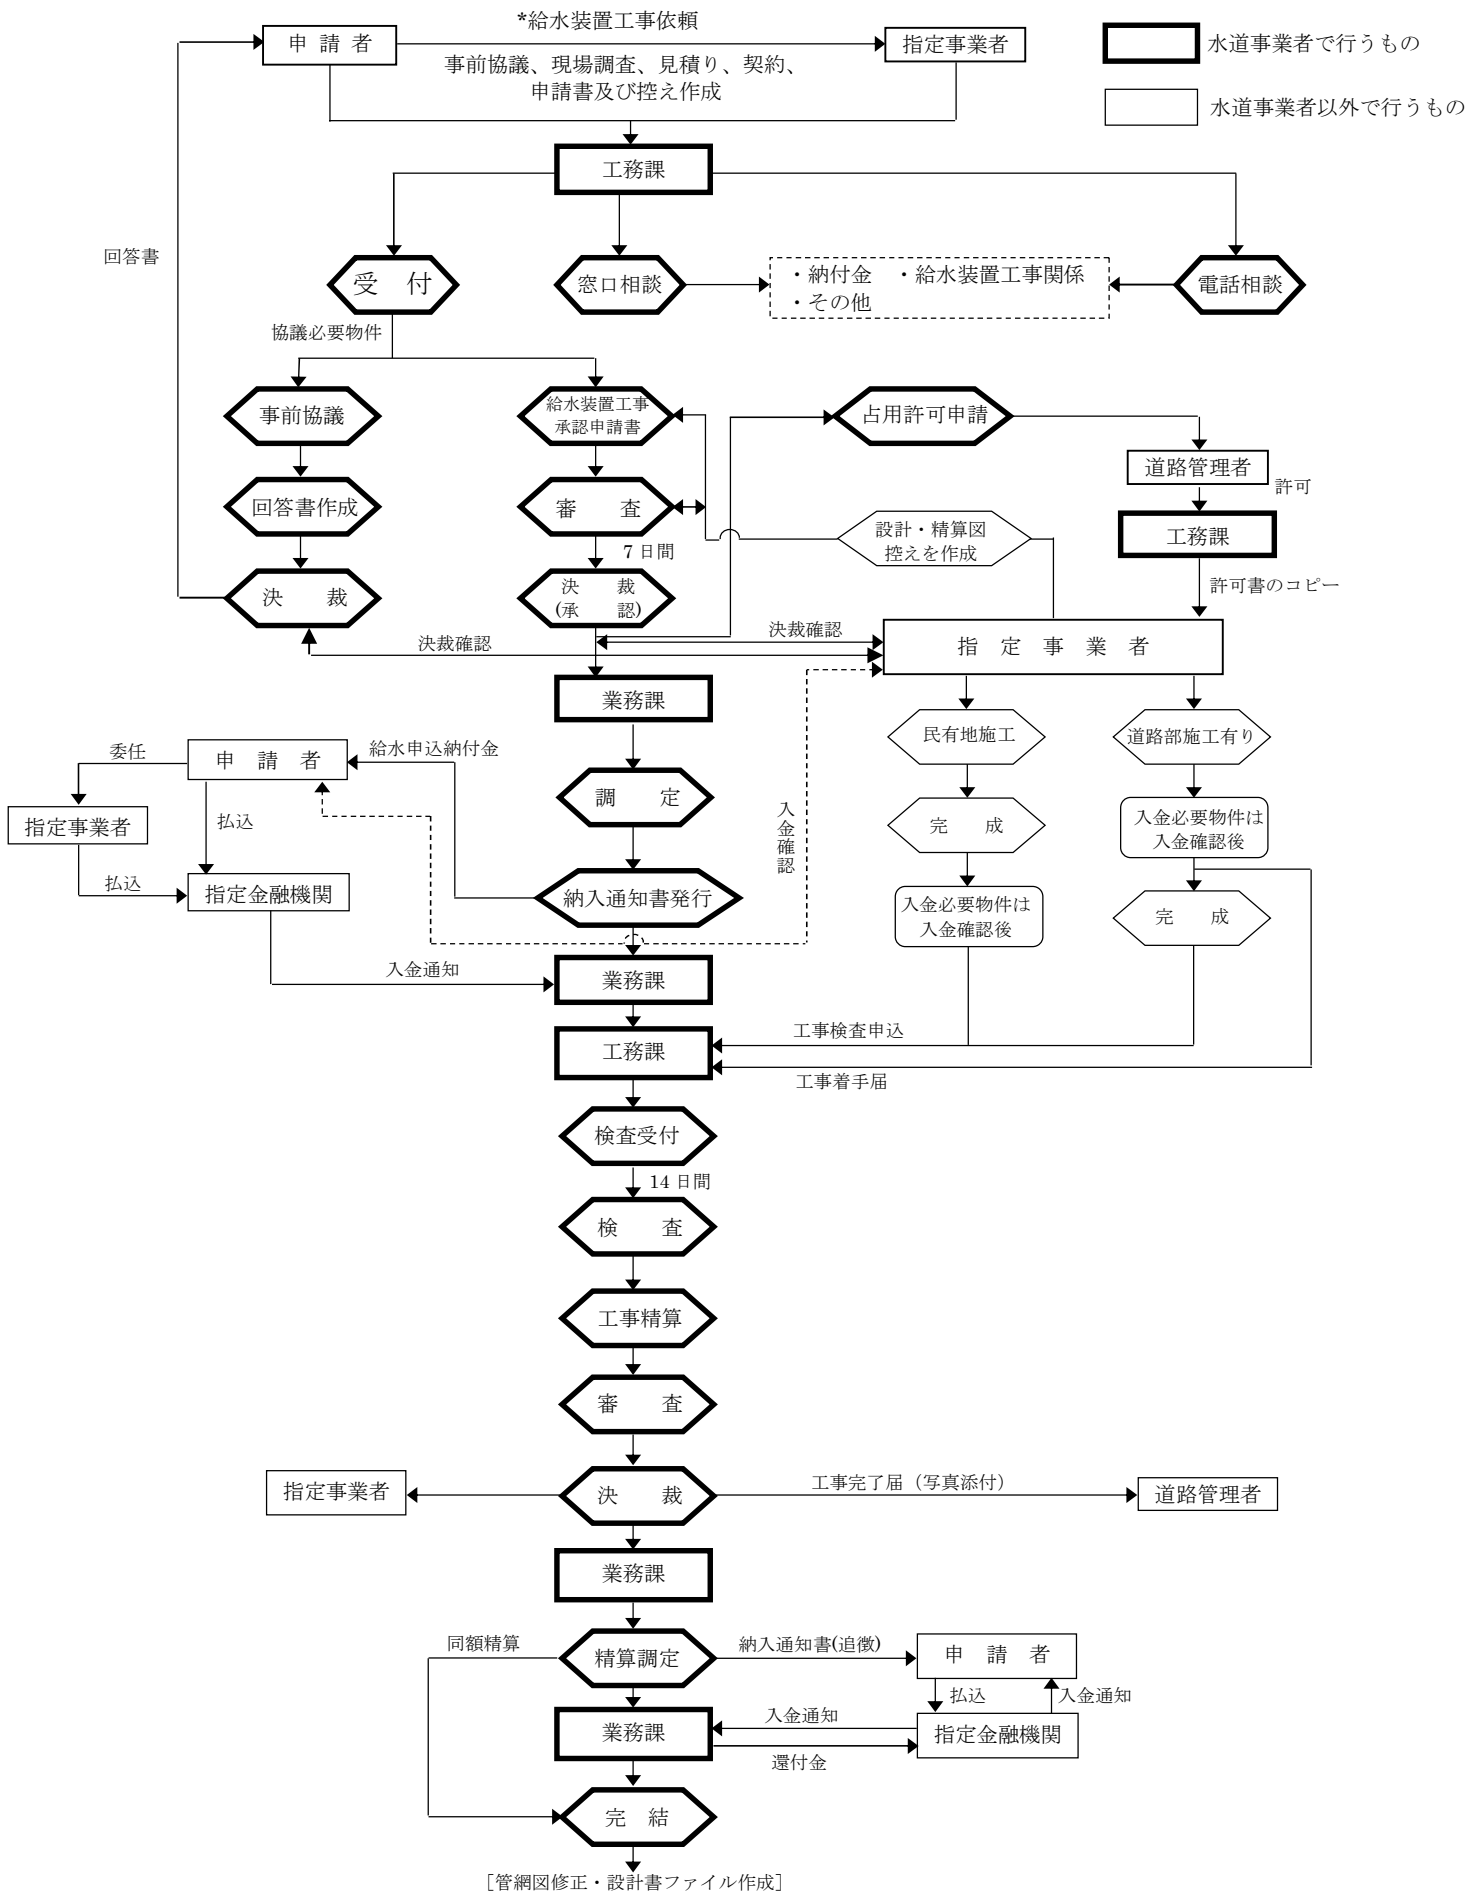 *給水装置工事依頼
申 請 者
指定事業者
水道事業者で行うもの
事前協議、現場調査、見積り、契約、
申請書及び控え作成
水道事業者以外で行うもの
工務課
回答書
受 付
窓口相談
・納付金 ・給水装置工事関係
・その他
電話相談
協議必要物件
事前協議
給水装置工事
承認申請書
占用許可申請
道路管理者
許可
回答書作成
審 査
設計・精算図
控えを作成
工務課
7 日間
決 裁
決 裁
(承 認)
許可書のコピー
決裁確認
決裁確認
指 定 事 業 者
業務課
民有地施工
道路部施工有り
委任
申 請 者
給水申込納付金
調 定
入金確認
指定事業者
払込
完 成
入金必要物件は
入金確認後
払込
指定金融機関
納入通知書発行
入金必要物件は
入金確認後
完 成
入金通知
業務課
工事検査申込
工務課
工事着手届
検査受付
14 日間
検 査
工事精算
審 査
指定事業者
決 裁
工事完了届（写真添付）
道路管理者
業務課
同額精算
精算調定
納入通知書(追徴)
申 請 者
払込
入金通知
入金通知
業務課
指定金融機関
還付金
完 結
［管網図修正・設計書ファイル作成］